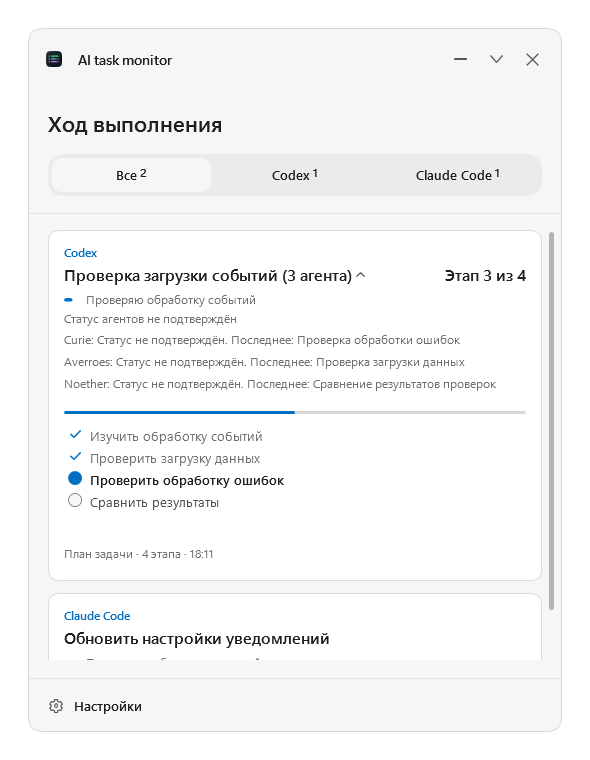 AI task monitor
Ход выполнения
Все 2
Codex 1
Claude Code 1
Codex
Проверка загрузки событий (3 агента)
Этап 3 из 4
Проверяю обработку событий
Статус агентов не подтверждён
Curie: Статус не подтверждён. Последнее: Проверка обработки ошибок
Averroes: Статус не подтверждён. Последнее: Проверка загрузки данных
Noether: Статус не подтверждён. Последнее: Сравнение результатов проверок
Изучить обработку событий
Проверить загрузку данных
Проверить обработку ошибок
Сравнить результаты
План задачи · 4 этапа · 18:11
Claude Code
Обновить настройки уведомлений
Настройки